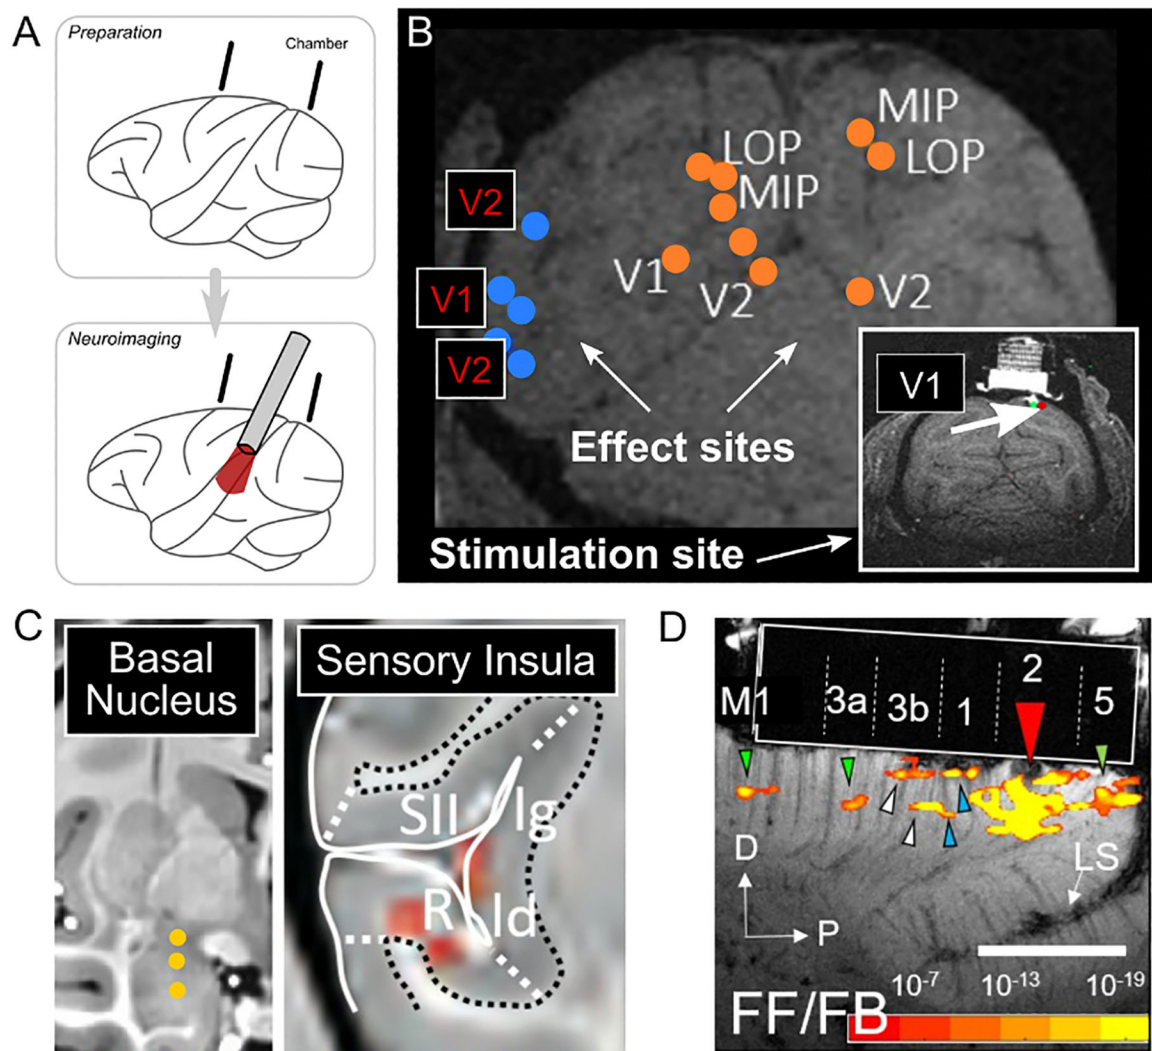 A
Preparation
Chamber
Neuroimaging
B
MIP
LOP
LOP
MIP
V2
V1
V1
V2
V2
V2
V1
Effect sites
Stimulation site
C
Basal
Nucleus
Sensory Insula
SII
Ig
R
Id
D
M1
3a
3b
1
2
5
D
P
LS
10-7
10-13
10-19
FF/FB